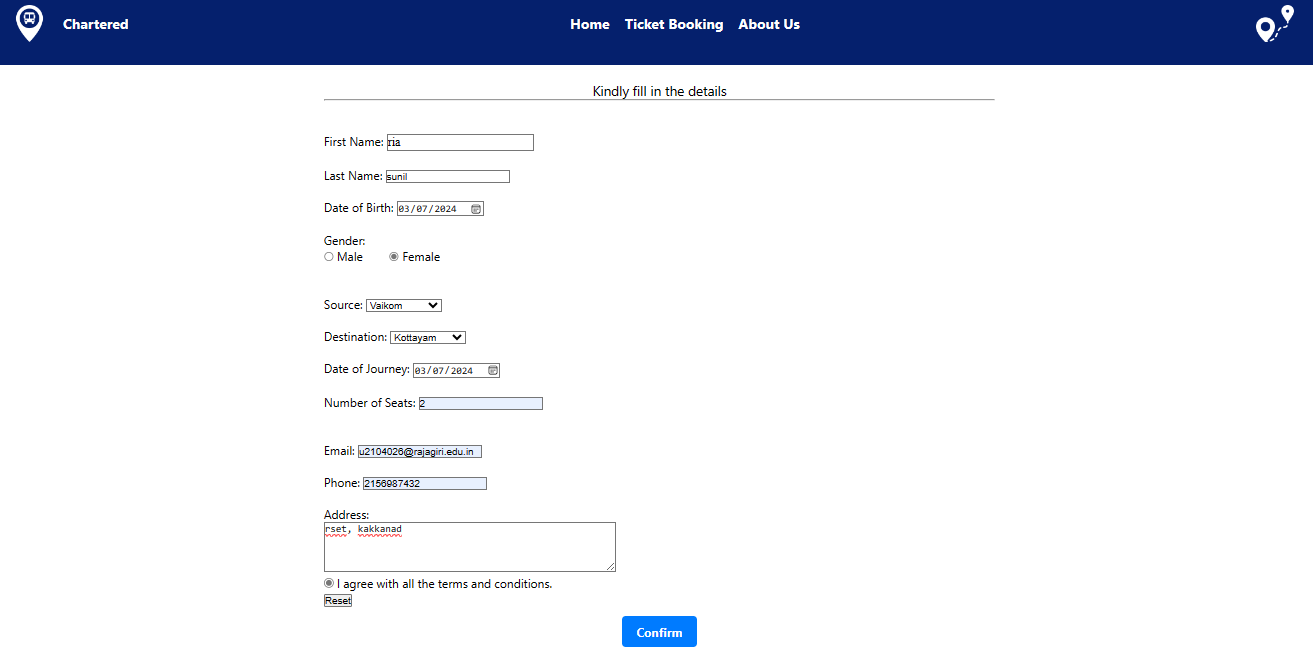 Chartered Home Ticket Booking About Us
Kindly fill in the details
First Name: ria
Last Name: sunil
Date of Birth: 03/07/2024
Gender:
Male Female
Source: Vaikom
Destination: Kottayam
Date of Journey: 03/07/2024
Number of Seats: 2
Email: u2104026@rajagiri.edu.in
Phone: 2156987432
Address:
rset, kakkanad
I agree with all the terms and conditions.
Reset
Confirm